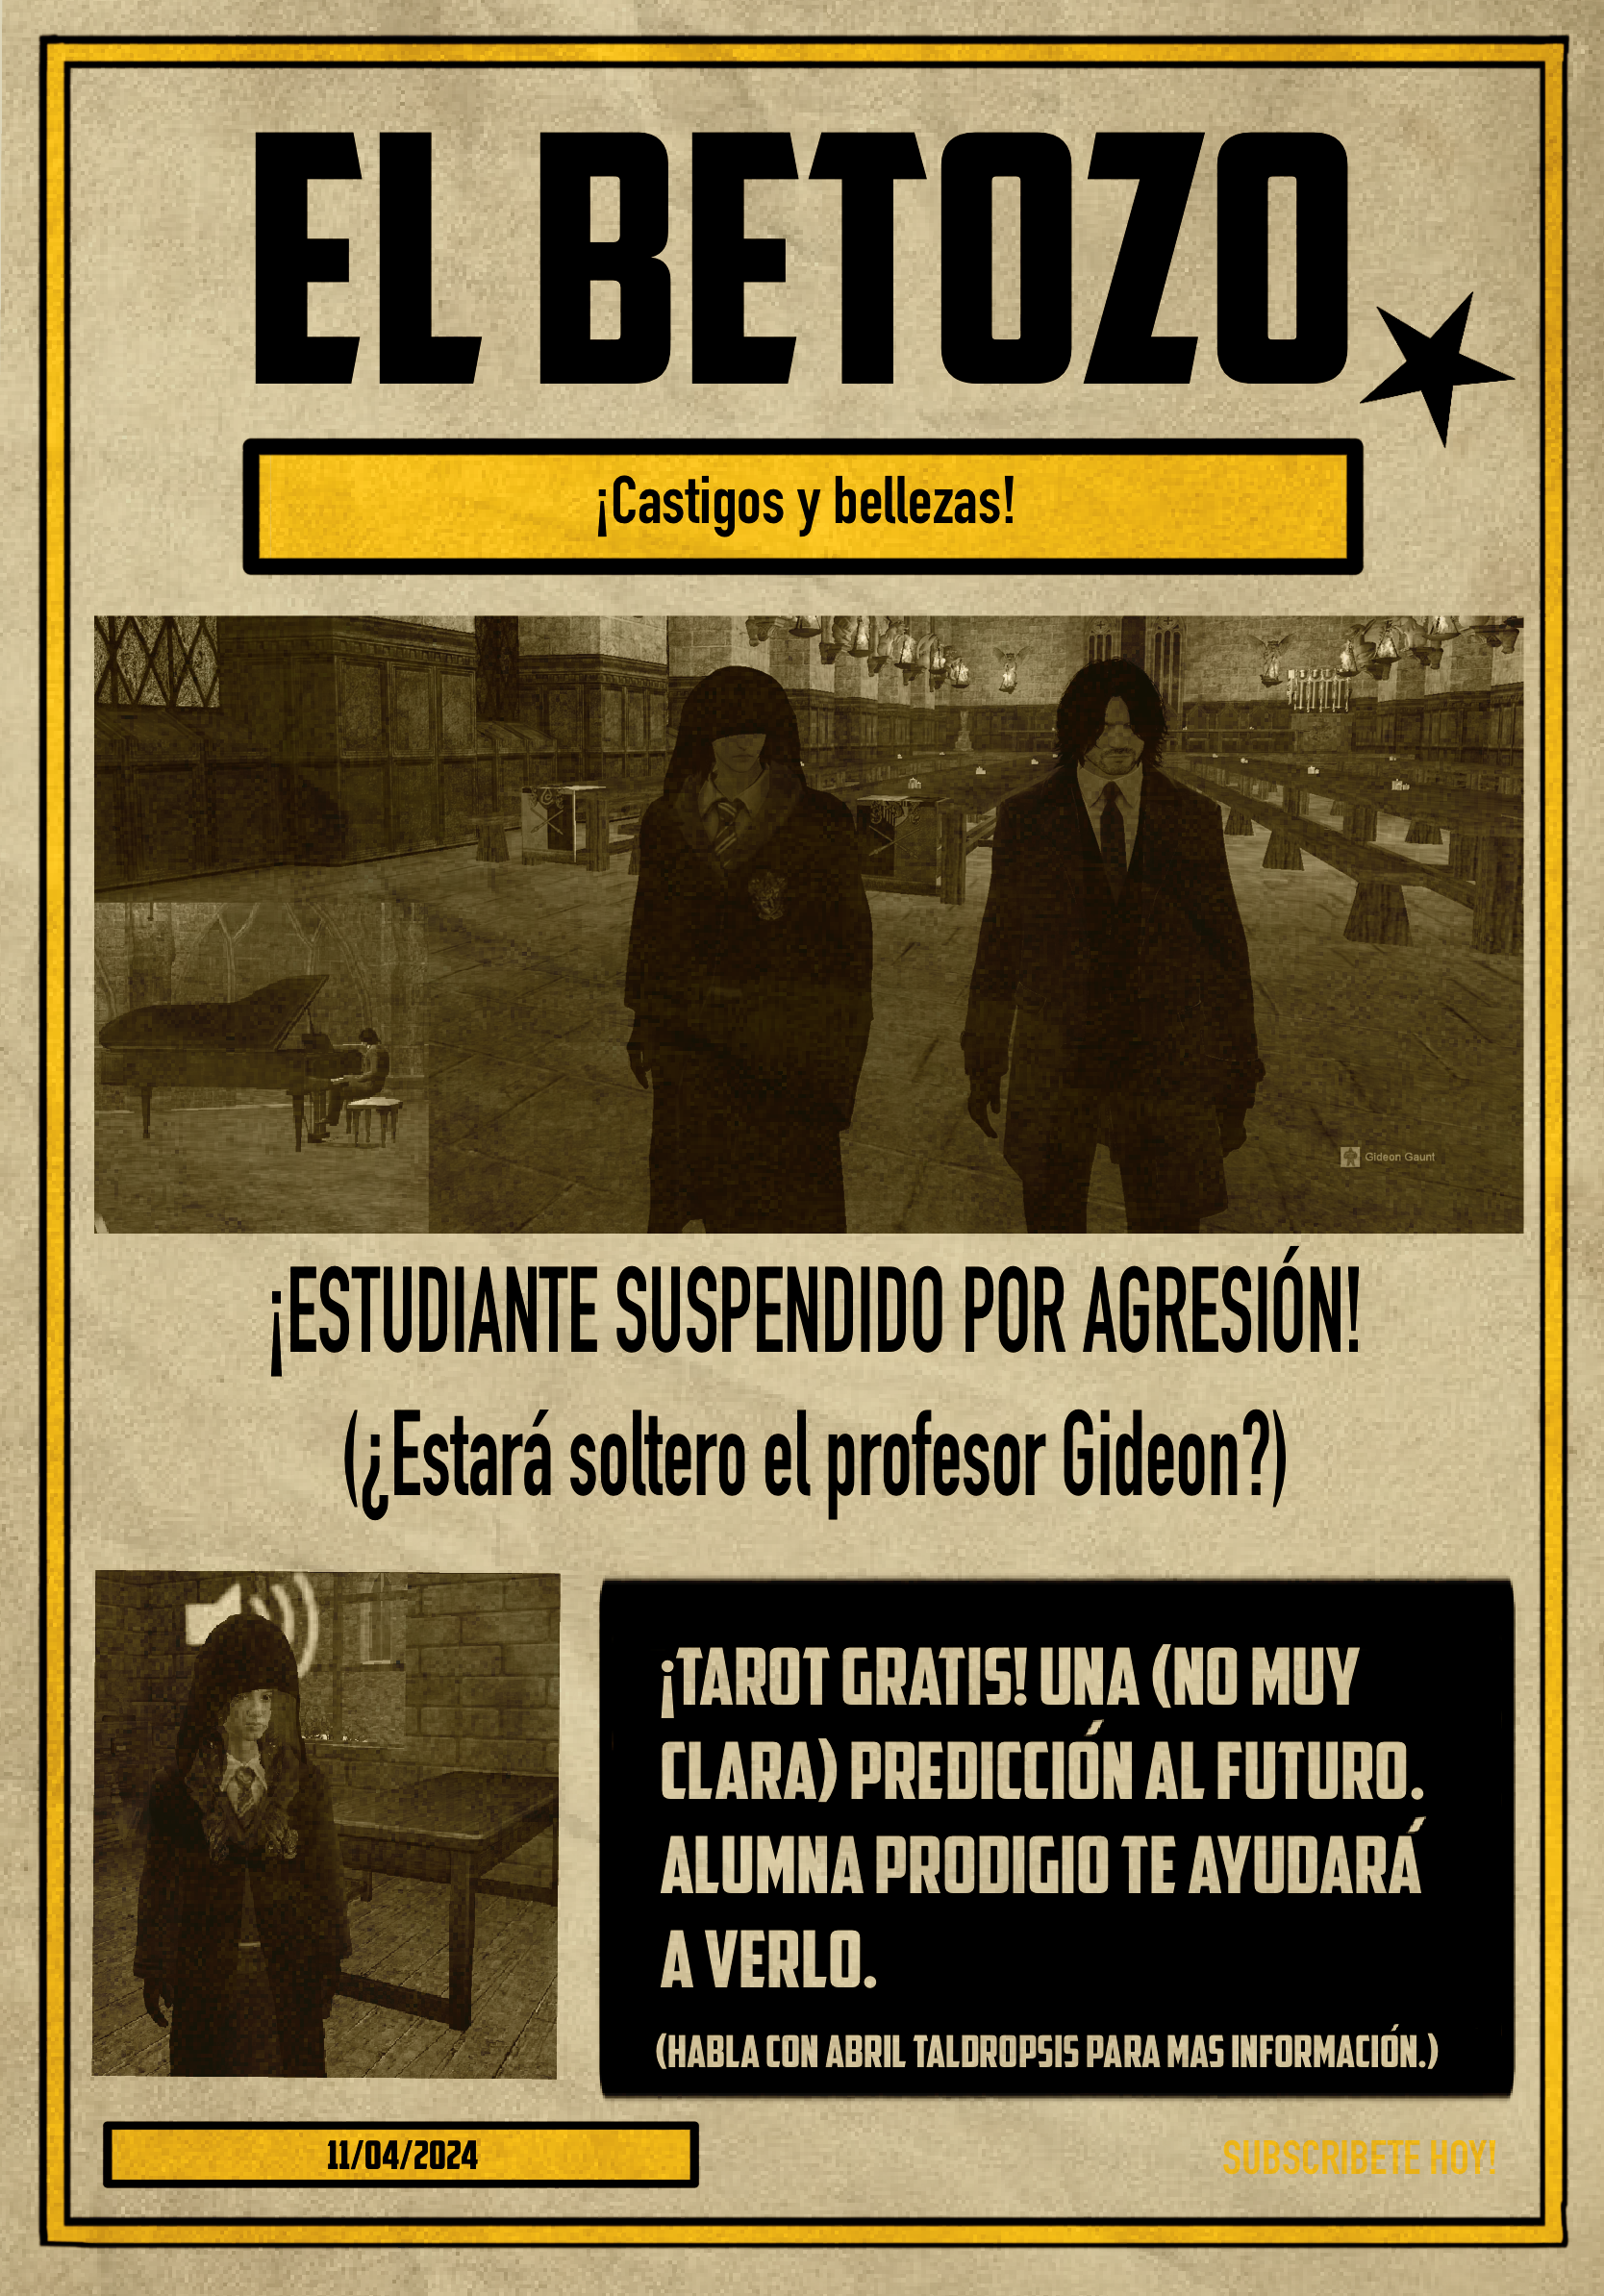 EL BETOZO
¡Castigos y bellezas!
Gideon Gaunt
¡ESTUDIANTE SUSPENDIDO POR AGRESIÓN!
(¿Estará soltero el profesor Gideon?)
¡TAROT GRATIS! UNA (NO MUY
CLARA) PREDICCIÓN AL FUTURO.
ALUMNA PRODIGIO TE AYUDARÁ
A VERLO.
(HABLA CON ABRIL TALDROPSIS PARA MAS INFORMACIÓN.)
11/04/2024
SUBSCRIBETE HOY!